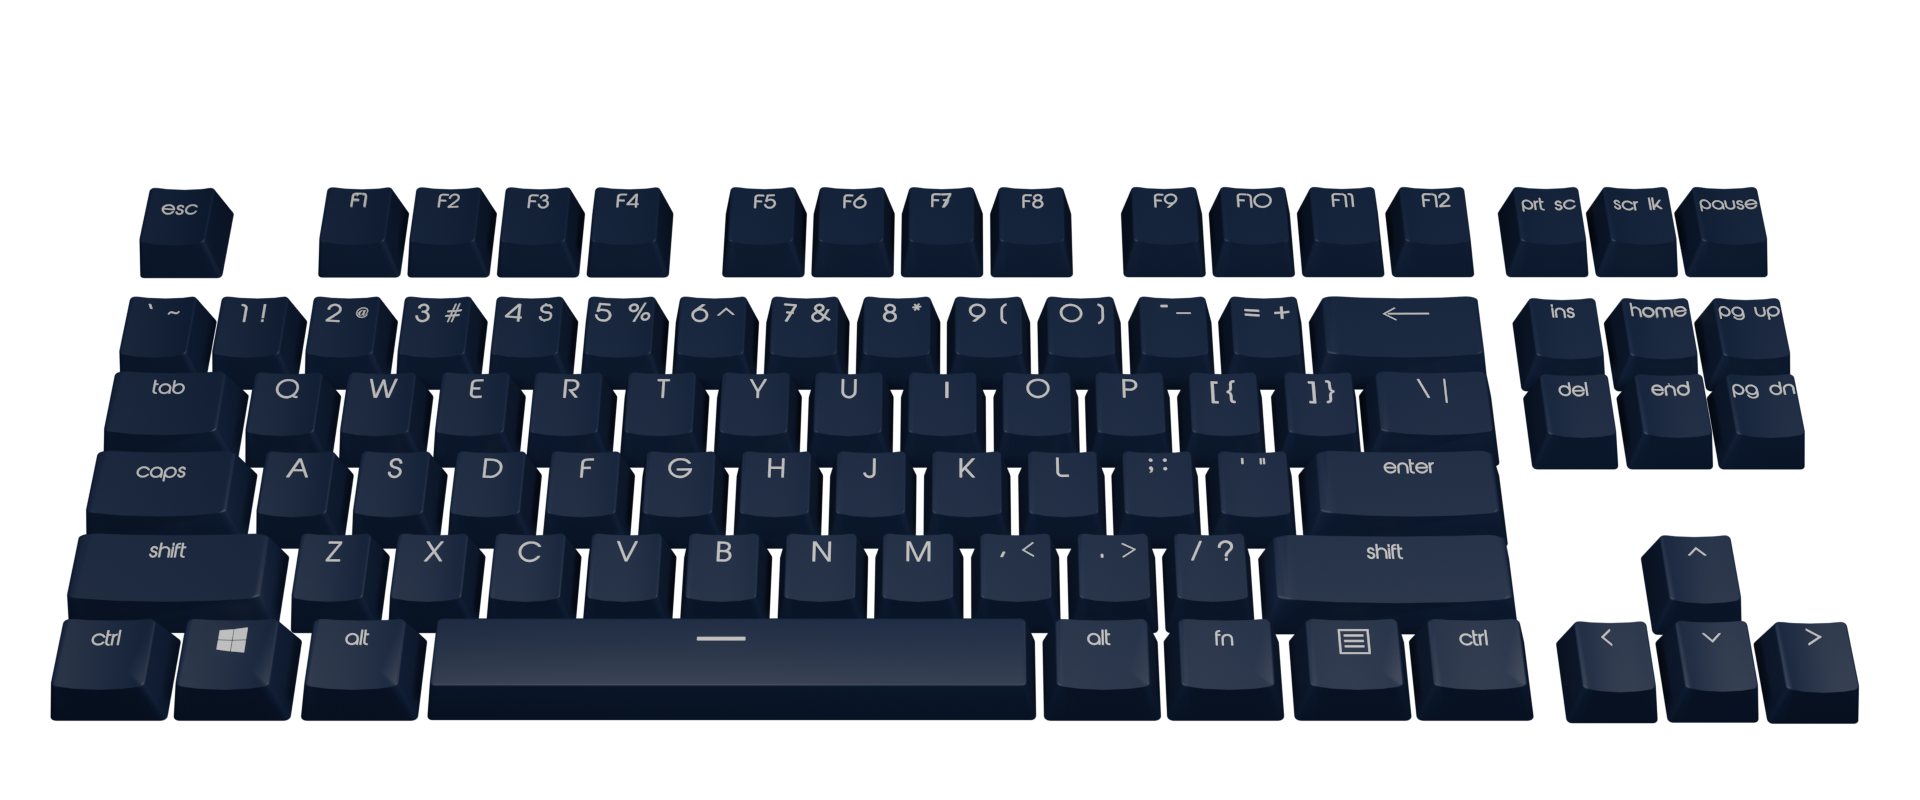 esc F1 F2 F3 F4 F5 F6 F7 F8 F9 F10 F11 F12 prt sc scr lk pause
` ~ 1 ! 2 @ 3 # 4 $ 5 % 6 ^ 7 & 8 * 9 ( 0 ) - _ = + ← ins home pg up
tab Q W E R T Y U I O P [ { ] } \ | del end pg dn
caps A S D F G H J K L ; : ' " enter
shift Z X C V B N M , < . > / ? shift ^
ctrl alt — alt fn ctrl < ⌵ >